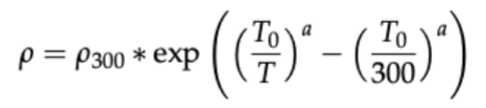 ρ = ρ₃₀₀ * exp ((T₀/T)ᵃ − (T₀/300)ᵃ)